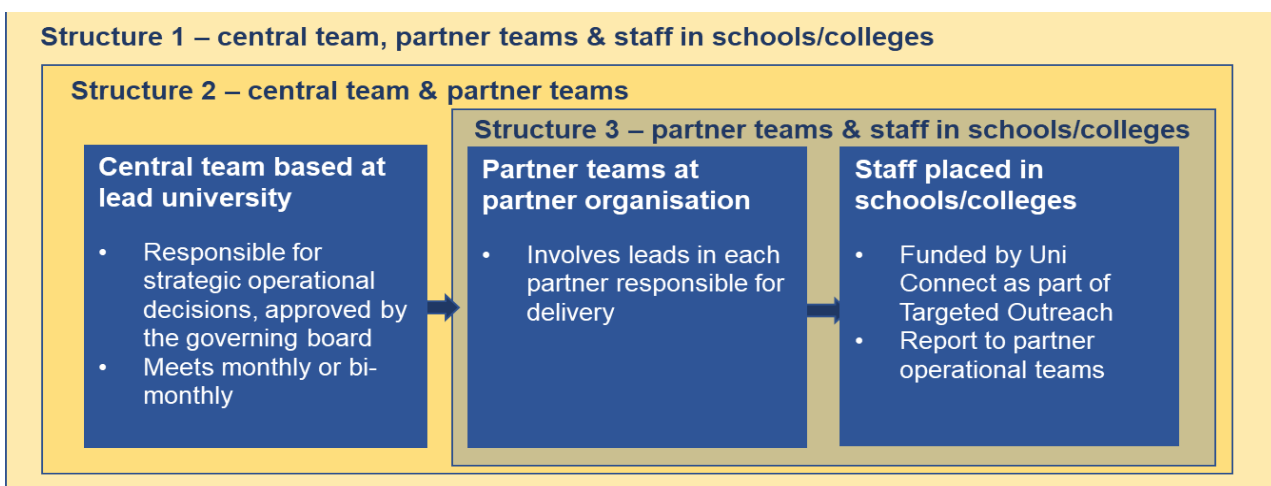 Structure 1 – central team, partner teams & staff in schools/colleges
Structure 2 – central team & partner teams
Structure 3 – partner teams & staff in schools/colleges
Central team based at
lead university
• Responsible for
strategic operational
decisions, approved by
the governing board
• Meets monthly or bi-
monthly
Partner teams at
partner organisation
• Involves leads in each
partner responsible for
delivery
Staff placed in
schools/colleges
• Funded by Uni
Connect as part of
Targeted Outreach
• Report to partner
operational teams